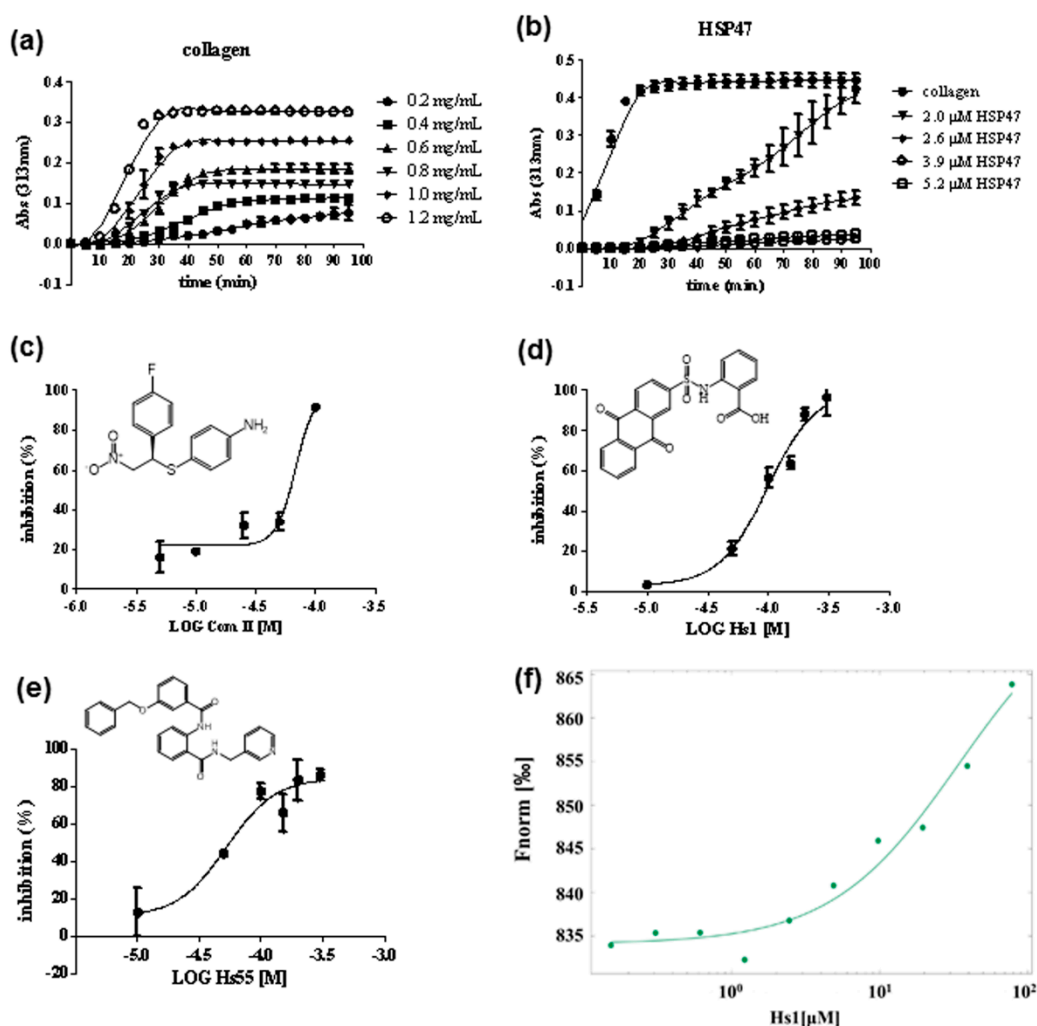 (a)
collagen
Abs (313nm)
0.4
0.3
0.2
0.1
0.0
-0.1
10 20 30 40 50 60 70 80 90 100
time (min)
0.2 mg/mL
0.4 mg/mL
0.6 mg/mL
0.8 mg/mL
1.0 mg/mL
1.2 mg/mL
(b)
HSP47
Abs (313nm)
0.5
0.4
0.3
0.2
0.1
0.0
-0.1
10 20 30 40 50 60 70 80 90 100
time (min)
collagen
2.0 µM HSP47
2.6 µM HSP47
3.9 µM HSP47
5.2 µM HSP47
(c)
F
O
N+
-O
S
NH2
inhibition (%)
100
80
60
40
20
0
-6.0 -5.5 -5.0 -4.5 -4.0 -3.5
LOG Com II [M]
(d)
O
S
O
N
H
O
OH
O
O
inhibition (%)
100
80
60
40
20
0
-5.5 -5.0 -4.5 -4.0 -3.5 -3.0
LOG Hs1 [M]
(e)
O
O
NH
H
N
O
N
inhibition (%)
100
80
60
40
20
0
-20
-5.0 -4.5 -4.0 -3.5 -3.0
LOG Hs55 [M]
(f)
Fnorm [‰]
865
860
855
850
845
840
835
10⁰ 10¹ 10²
Hs1[µM]